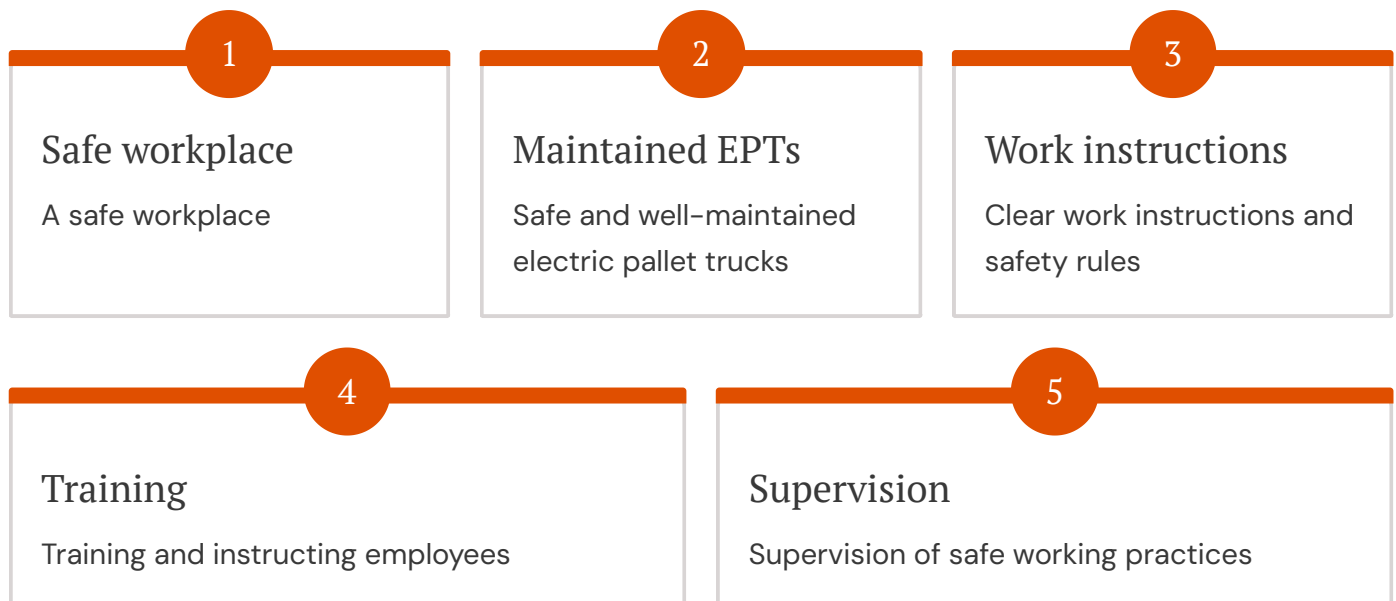 1
Safe workplace
A safe workplace
2
Maintained EPTs
Safe and well-maintained
electric pallet trucks
3
Work instructions
Clear work instructions and
safety rules
4
Training
Training and instructing employees
5
Supervision
Supervision of safe working practices